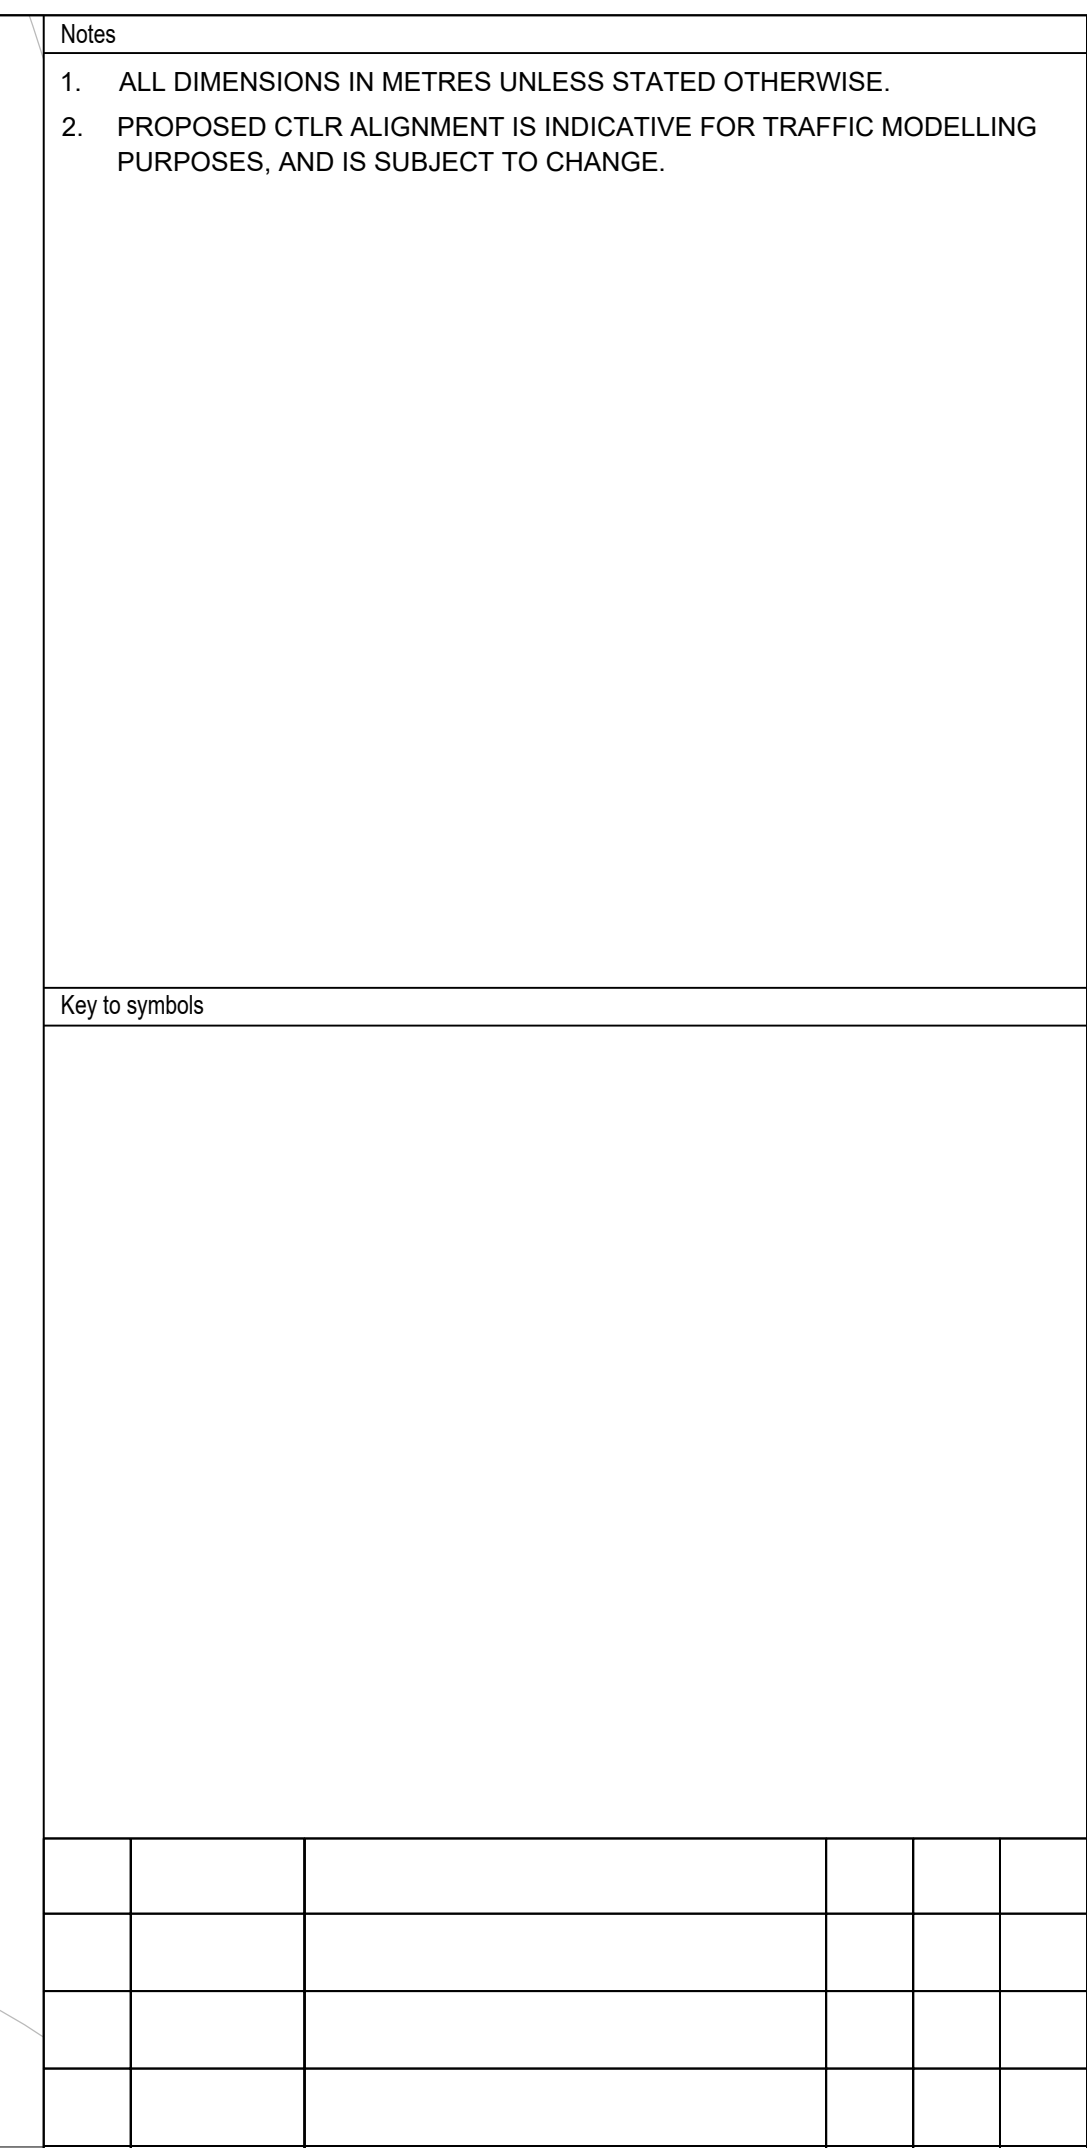 Notes
1. ALL DIMENSIONS IN METRES UNLESS STATED OTHERWISE.
2. PROPOSED CTLR ALIGNMENT IS INDICATIVE FOR TRAFFIC MODELLING
PURPOSES, AND IS SUBJECT TO CHANGE.
Key to symbols